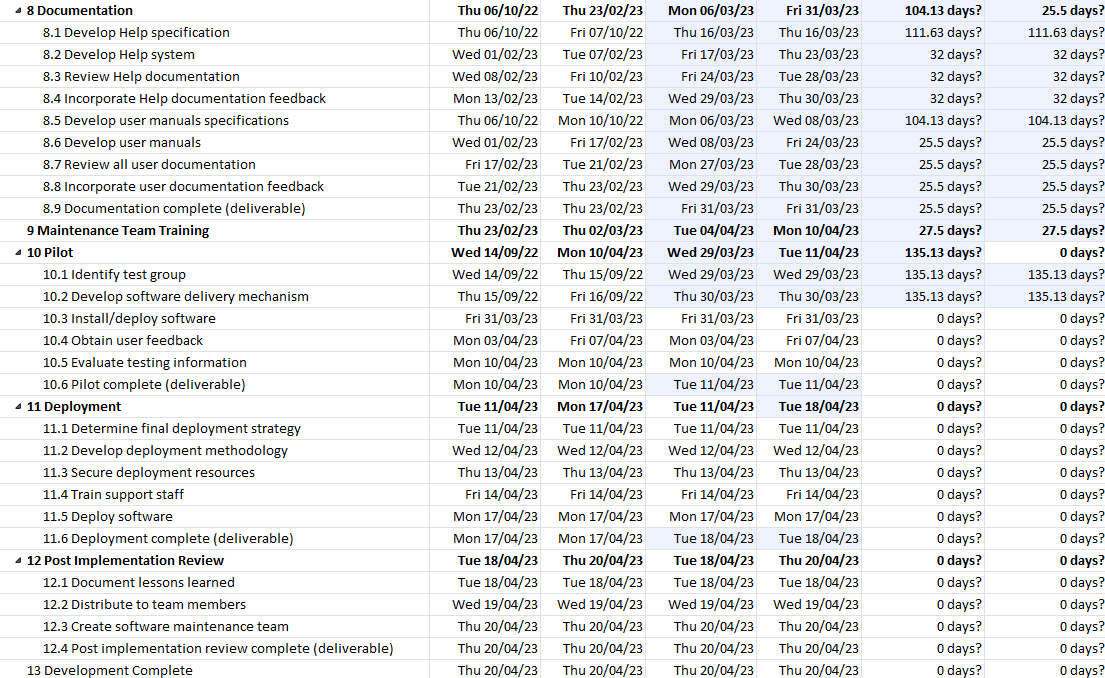 8 Documentation Thu 06/10/22 Thu 23/02/23 Mon 06/03/23 Fri 31/03/23 104.13 days? 25.5 days?
8.1 Develop Help specification Thu 06/10/22 Fri 07/10/22 Thu 16/03/23 Thu 16/03/23 111.63 days? 111.63 days?
8.2 Develop Help system Wed 01/02/23 Tue 07/02/23 Fri 17/03/23 Thu 23/03/23 32 days? 32 days?
8.3 Review Help documentation Wed 08/02/23 Fri 10/02/23 Fri 24/03/23 Tue 28/03/23 32 days? 32 days?
8.4 Incorporate Help documentation feedback Mon 13/02/23 Tue 14/02/23 Wed 29/03/23 Thu 30/03/23 32 days? 32 days?
8.5 Develop user manuals specifications Thu 06/10/22 Mon 10/10/22 Mon 06/03/23 Wed 08/03/23 104.13 days? 104.13 days?
8.6 Develop user manuals Wed 01/02/23 Fri 17/02/23 Wed 08/03/23 Fri 24/03/23 25.5 days? 25.5 days?
8.7 Review all user documentation Fri 17/02/23 Tue 21/02/23 Mon 27/03/23 Tue 28/03/23 25.5 days? 25.5 days?
8.8 Incorporate user documentation feedback Tue 21/02/23 Thu 23/02/23 Wed 29/03/23 Thu 30/03/23 25.5 days? 25.5 days?
8.9 Documentation complete (deliverable) Thu 23/02/23 Thu 23/02/23 Fri 31/03/23 Fri 31/03/23 25.5 days? 25.5 days?
9 Maintenance Team Training Thu 23/02/23 Thu 02/03/23 Tue 04/04/23 Mon 10/04/23 27.5 days? 27.5 days?
10 Pilot Wed 14/09/22 Mon 10/04/23 Wed 29/03/23 Tue 11/04/23 135.13 days? 0 days?
10.1 Identify test group Wed 14/09/22 Thu 15/09/22 Wed 29/03/23 Wed 29/03/23 135.13 days? 135.13 days?
10.2 Develop software delivery mechanism Thu 15/09/22 Fri 16/09/22 Thu 30/03/23 Thu 30/03/23 135.13 days? 135.13 days?
10.3 Install/deploy software Fri 31/03/23 Fri 31/03/23 Fri 31/03/23 Fri 31/03/23 0 days? 0 days?
10.4 Obtain user feedback Mon 03/04/23 Fri 07/04/23 Mon 03/04/23 Fri 07/04/23 0 days? 0 days?
10.5 Evaluate testing information Mon 10/04/23 Mon 10/04/23 Mon 10/04/23 Mon 10/04/23 0 days? 0 days?
10.6 Pilot complete (deliverable) Mon 10/04/23 Mon 10/04/23 Tue 11/04/23 Tue 11/04/23 0 days? 0 days?
11 Deployment Tue 11/04/23 Mon 17/04/23 Tue 11/04/23 Tue 18/04/23 0 days? 0 days?
11.1 Determine final deployment strategy Tue 11/04/23 Tue 11/04/23 Tue 11/04/23 Tue 11/04/23 0 days? 0 days?
11.2 Develop deployment methodology Wed 12/04/23 Wed 12/04/23 Wed 12/04/23 Wed 12/04/23 0 days? 0 days?
11.3 Secure deployment resources Thu 13/04/23 Thu 13/04/23 Thu 13/04/23 Thu 13/04/23 0 days? 0 days?
11.4 Train support staff Fri 14/04/23 Fri 14/04/23 Fri 14/04/23 Fri 14/04/23 0 days? 0 days?
11.5 Deploy software Mon 17/04/23 Mon 17/04/23 Mon 17/04/23 Mon 17/04/23 0 days? 0 days?
11.6 Deployment complete (deliverable) Mon 17/04/23 Mon 17/04/23 Tue 18/04/23 Tue 18/04/23 0 days? 0 days?
12 Post Implementation Review Tue 18/04/23 Thu 20/04/23 Tue 18/04/23 Thu 20/04/23 0 days? 0 days?
12.1 Document lessons learned Tue 18/04/23 Tue 18/04/23 Tue 18/04/23 Tue 18/04/23 0 days? 0 days?
12.2 Distribute to team members Wed 19/04/23 Wed 19/04/23 Wed 19/04/23 Wed 19/04/23 0 days? 0 days?
12.3 Create software maintenance team Thu 20/04/23 Thu 20/04/23 Thu 20/04/23 Thu 20/04/23 0 days? 0 days?
12.4 Post implementation review complete (deliverable) Thu 20/04/23 Thu 20/04/23 Thu 20/04/23 Thu 20/04/23 0 days? 0 days?
13 Development Complete Thu 20/04/23 Thu 20/04/23 Thu 20/04/23 Thu 20/04/23 0 days? 0 days?